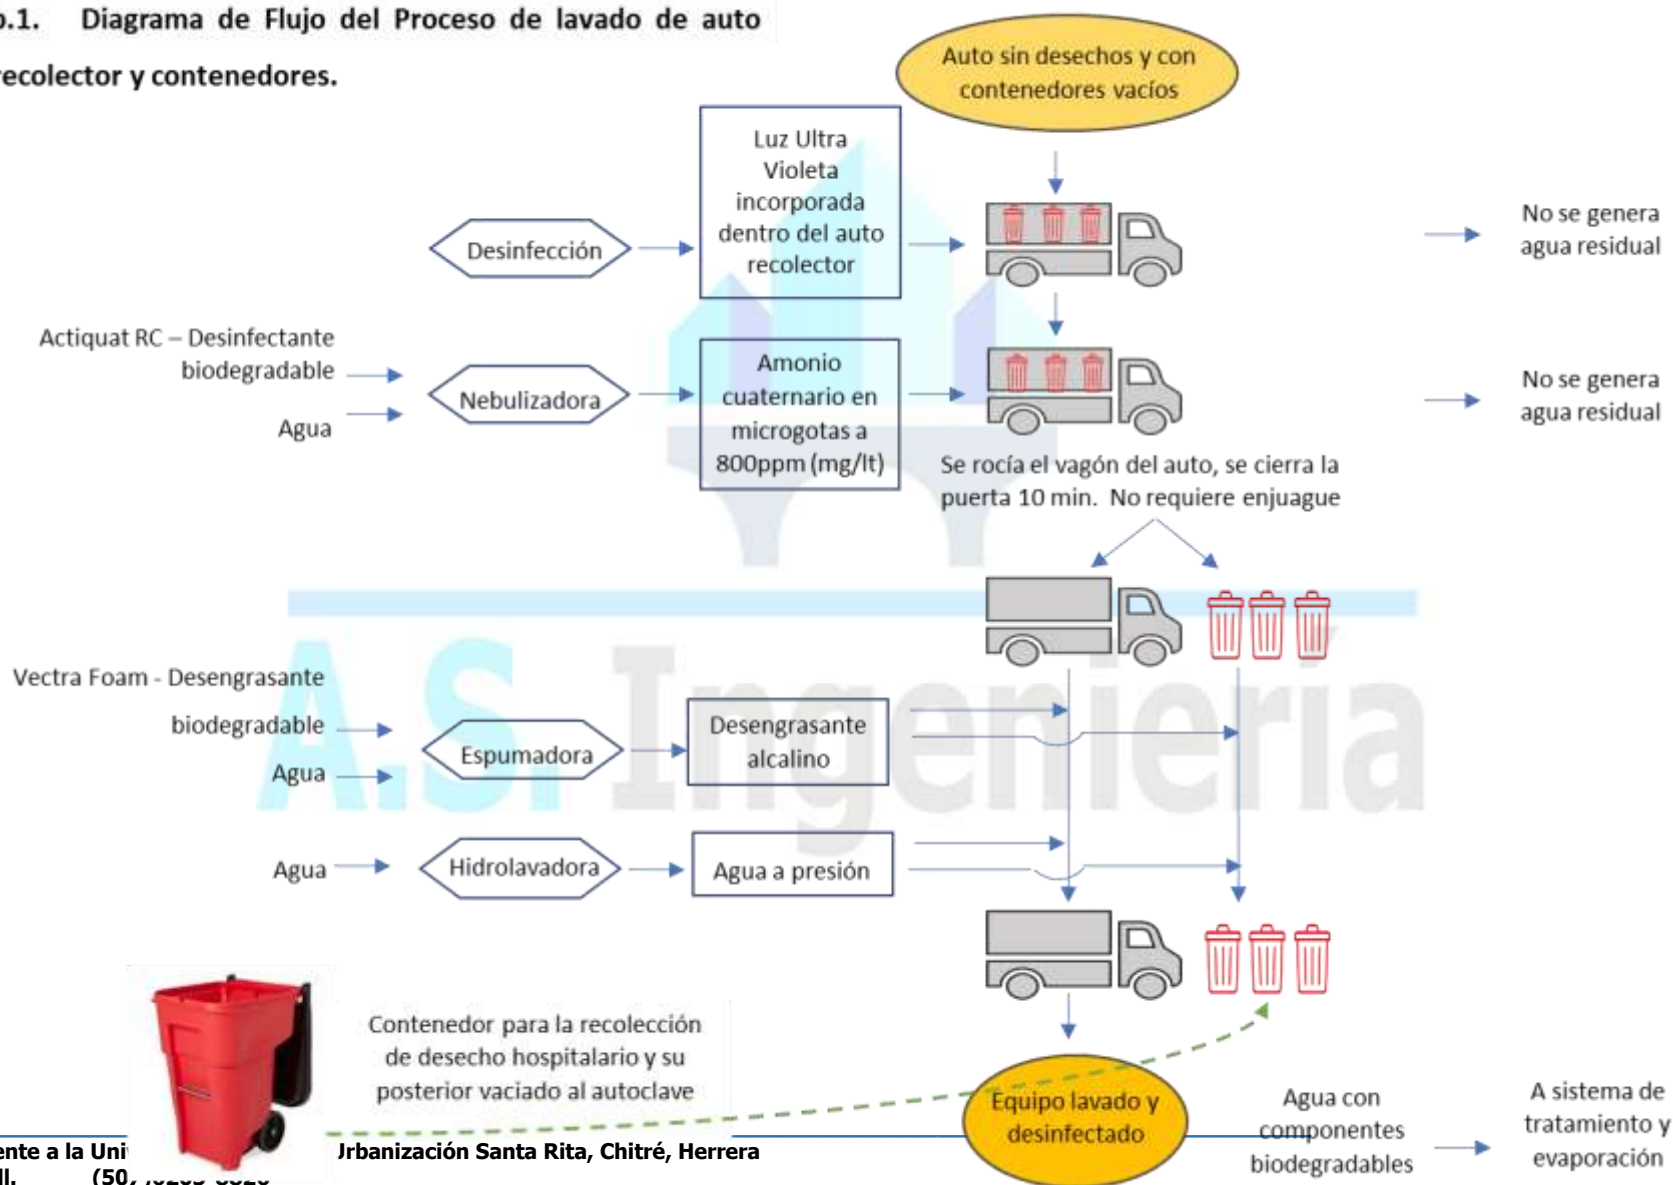 b.1. Diagrama de Flujo del Proceso de lavado de auto
recolector y contenedores.
Auto sin desechos y con
contenedores vacíos
Desinfección
Luz Ultra
Violeta
incorporada
dentro del auto
recolector
No se genera
agua residual
Actiquat RC – Desinfectante
biodegradable
Agua
Nebulizadora
Amonio
cuaternario en
microgotas a
800ppm (mg/lt)
No se genera
agua residual
Se rocía el vagón del auto, se cierra la
puerta 10 min. No requiere enjuague
A.S. Ingeniería
Vectra Foam - Desengrasante
biodegradable
Agua
Espumadora
Desengrasante
alcalino
Agua
Hidrolavadora
Agua a presión
Contenedor para la recolección
de desecho hospitalario y su
posterior vaciado al autoclave
Equipo lavado y
desinfectado
Agua con
componentes
biodegradables
A sistema de
tratamiento y
evaporación
a la Urbanización Santa Rita, Chitré, Herrera